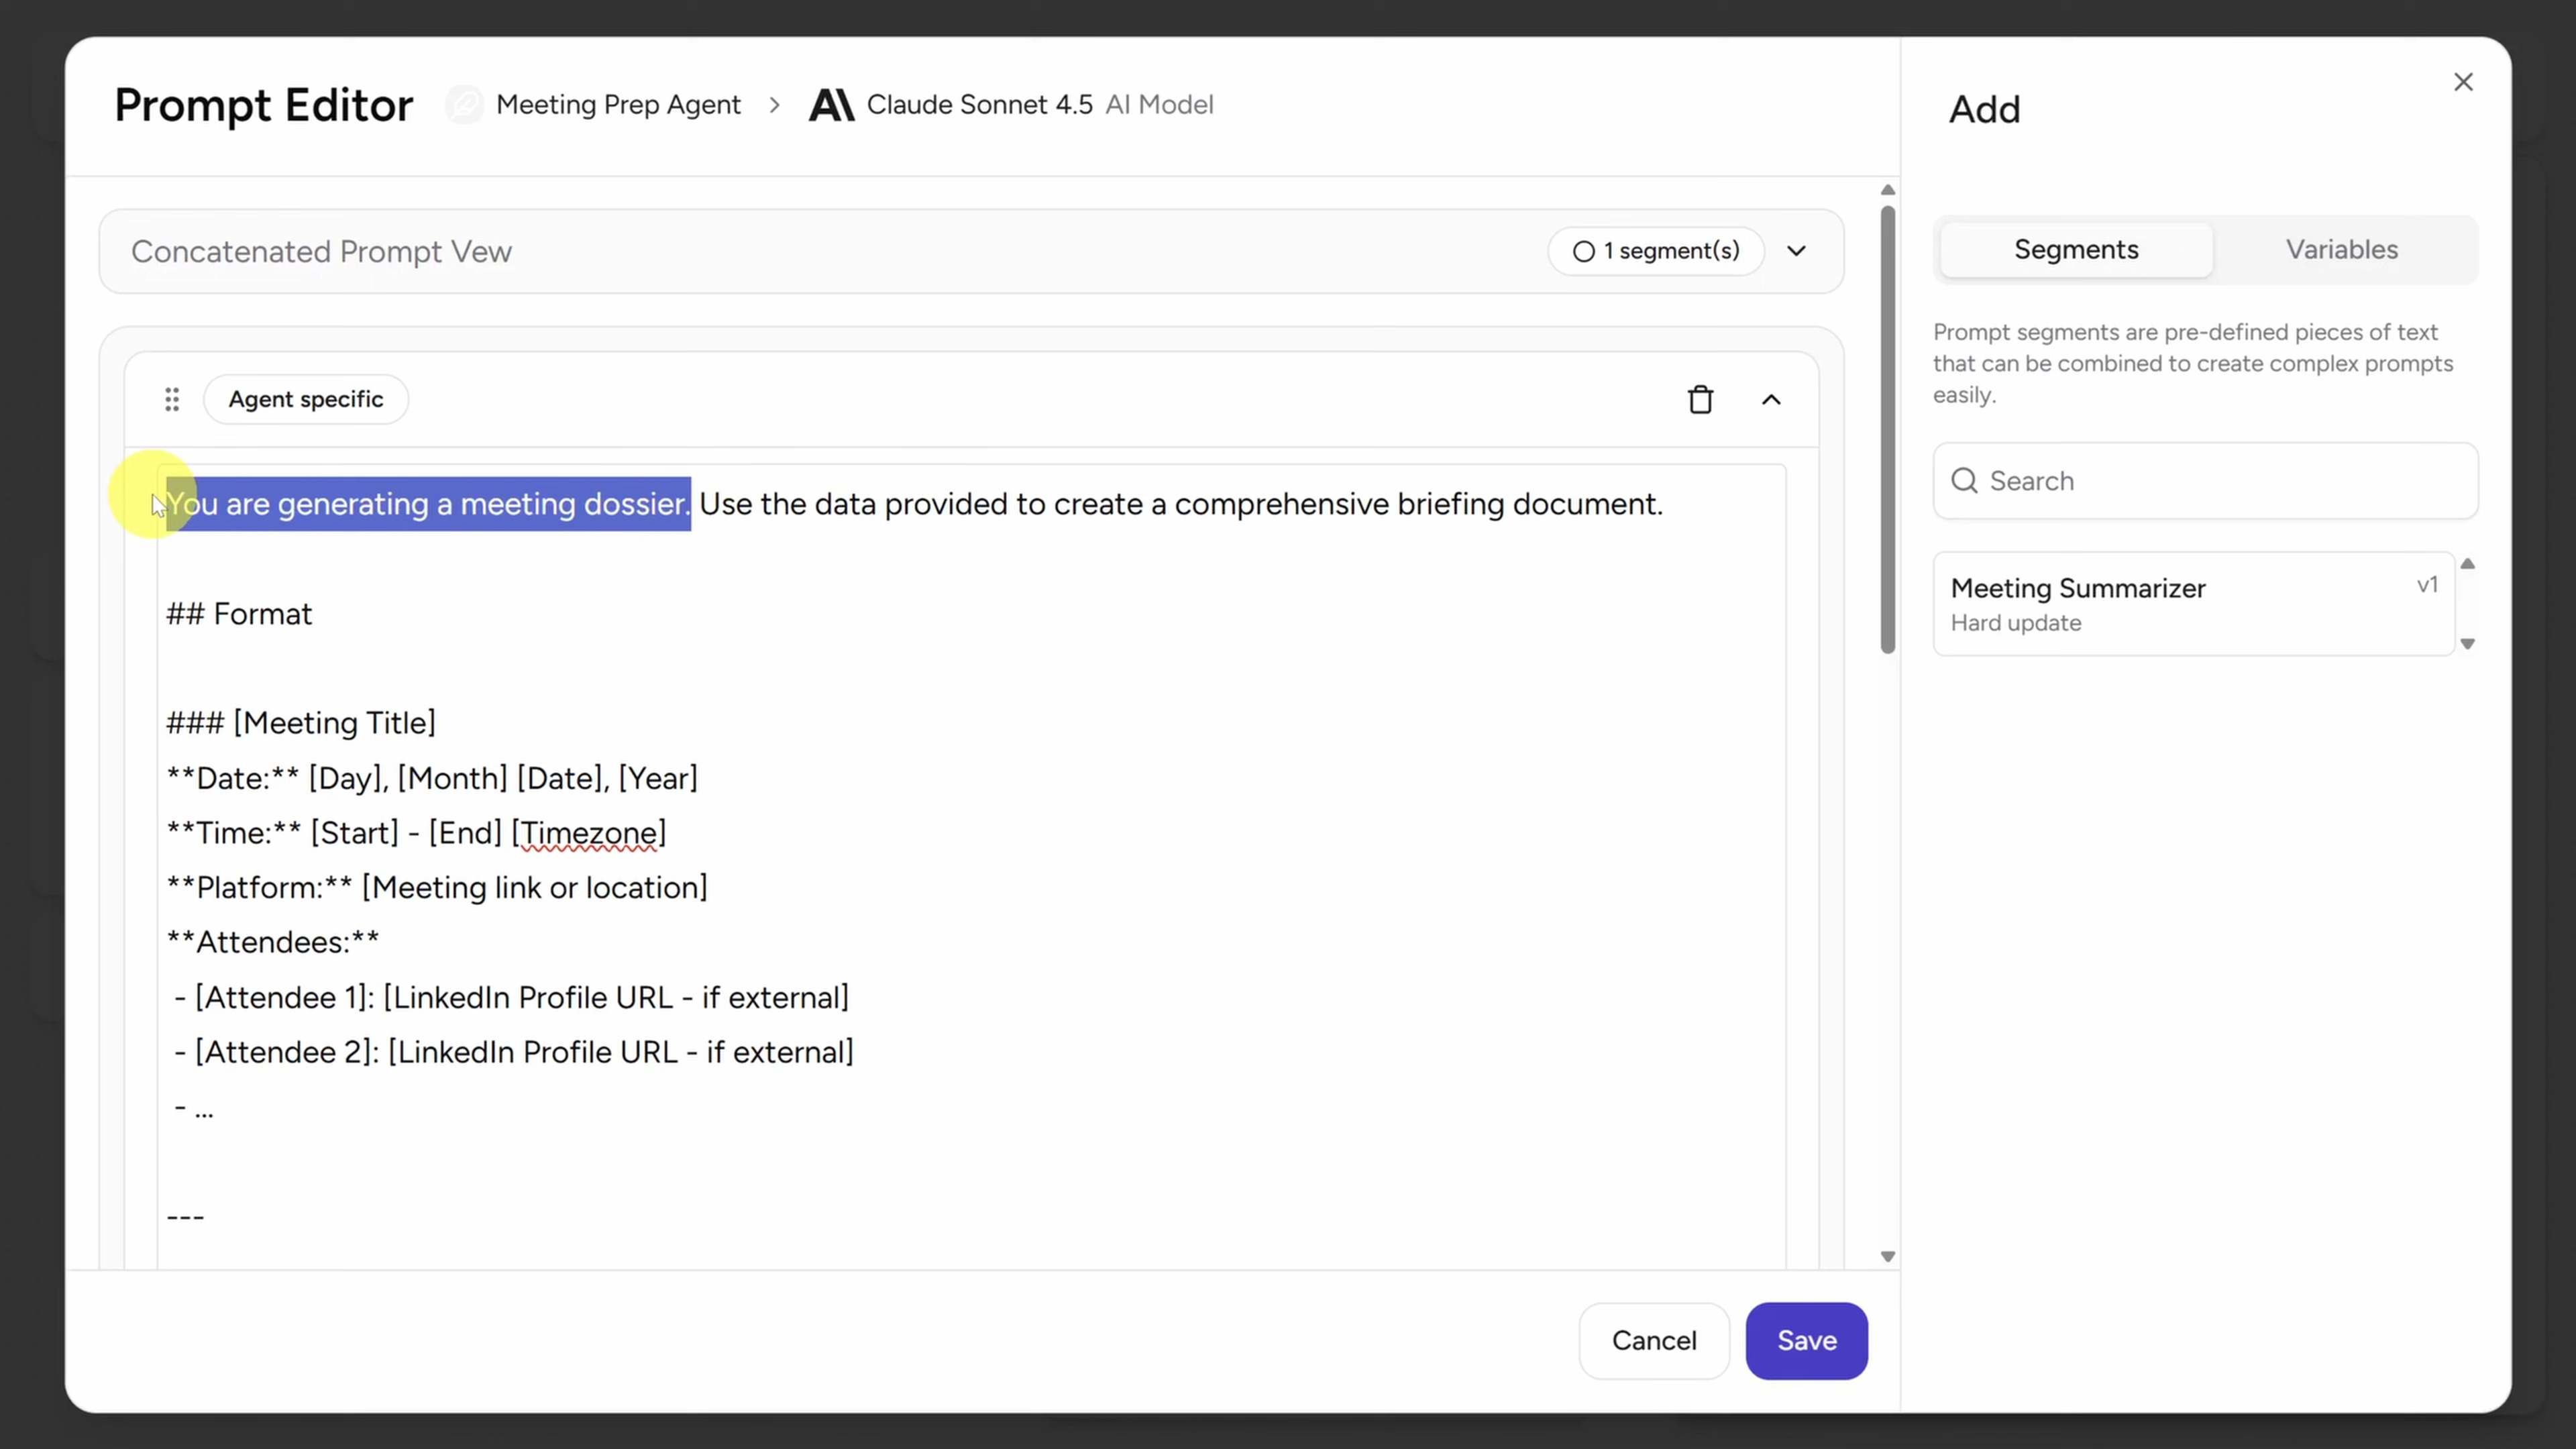 Prompt Editor
Meeting Prep Agent > Claude Sonnet 4.5 AI Model
Concatenated Prompt Vew
1 segment(s)
Agent specific
You are generating a meeting dossier. Use the data provided to create a comprehensive briefing document.
## Format
### [Meeting Title]
**Date:** [Day], [Month] [Date], [Year]
**Time:** [Start] - [End] [Timezone]
**Platform:** [Meeting link or location]
**Attendees:**
- [Attendee 1]: [LinkedIn Profile URL - if external]
- [Attendee 2]: [LinkedIn Profile URL - if external]
- ...
---
Cancel
Save
Add
Segments
Variables
Prompt segments are pre-defined pieces of text
that can be combined to create complex prompts
easily.
Search
Meeting Summarizer
v1
Hard update